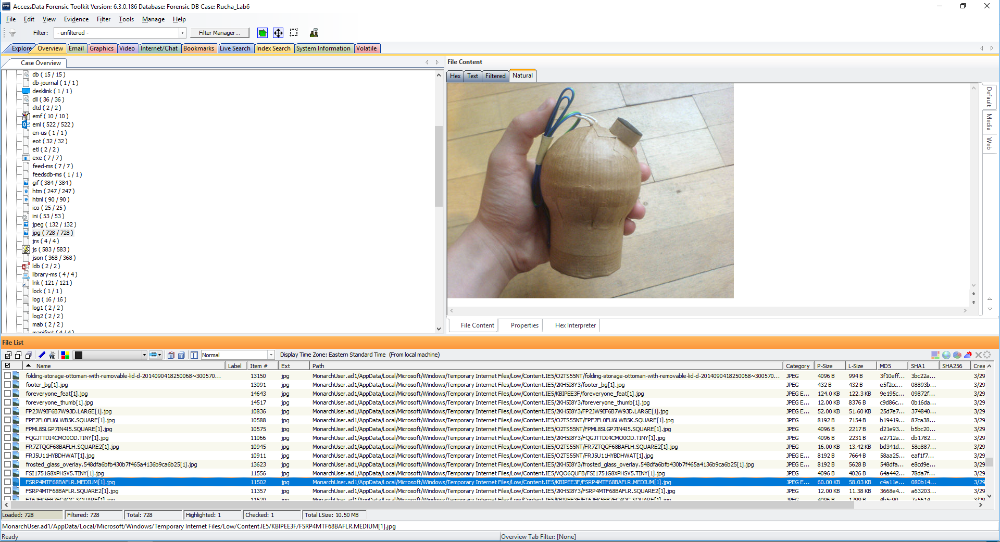 AccessData Forensic Toolkit Version: 6.3.0.186 Database: Forensic DB Case: Rucha_Lab6
File Edit View Evidence Filter Tools Manage Help
Filter: - unfiltered - Filter Manager...
Explore Overview Email Graphics Video Internet/Chat Bookmarks Live Search Index Search System Information Volatile
Case Overview
db ( 15 / 15 )
db-journal ( 1 / 1 )
desklink ( 1 / 1 )
dll ( 36 / 36 )
dtd ( 2 / 2 )
emf ( 10 / 10 )
eml ( 522 / 522 )
en-us ( 1 / 1 )
eot ( 32 / 32 )
etl ( 2 / 2 )
exe ( 7 / 7 )
feed-ms ( 7 / 7 )
feedsdb-ms ( 1 / 1 )
gif ( 384 / 384 )
htm ( 247 / 247 )
html ( 90 / 90 )
ico ( 25 / 25 )
ini ( 53 / 53 )
jpeg ( 132 / 132 )
jpg ( 728 / 728 )
jrs ( 4 / 4 )
js ( 583 / 583 )
json ( 368 / 368 )
ldb ( 2 / 2 )
library-ms ( 4 / 4 )
lnk ( 121 / 121 )
lock ( 1 / 1 )
log ( 16 / 16 )
log1 ( 2 / 2 )
log2 ( 2 / 2 )
mab ( 2 / 2 )
manifest ( 4 / 4 )
File Content
Hex Text Filtered Natural
Default
Media
Web
File Content Properties Hex Interpreter
File List
Normal Display Time Zone: Eastern Standard Time (From local machine)
Name Label Item # Ext Path Category P-Size L-Size MD5 SHA1 SHA256 Crea
folding-storage-ottoman-with-removable-lid-d-2014090418250068~300570... 13150 jpg MonarchUser.ad1/AppData/Local/Microsoft/Windows/Temporary Internet Files/Low/Content.IE5/O2TS55NT/folding-storage-ottoman-with-removable-lid-d-2014090418250068~300570... JPEG 4096 B 994 B 3f10eff... 3bc22a... 3/29
footer_bg[1].jpg 13091 jpg MonarchUser.ad1/AppData/Local/Microsoft/Windows/Temporary Internet Files/Low/Content.IE5/2KH5I8Y3/footer_bg[1].jpg JPEG 432 B 432 B e5f2cc... 08893b... 3/29
foreveryone_feat[1].jpg 14643 jpg MonarchUser.ad1/AppData/Local/Microsoft/Windows/Temporary Internet Files/Low/Content.IE5/KBIPEE3F/foreveryone_feat[1].jpg JPEG E... 124.0 KB 122.3 KB 9e195c... 09872f... 3/29
foreveryone_thumb[1].jpg 14517 jpg MonarchUser.ad1/AppData/Local/Microsoft/Windows/Temporary Internet Files/Low/Content.IE5/2KH5I8Y3/foreveryone_thumb[1].jpg JPEG E... 12.00 KB 8376 B c9d86c... 0b16da... 3/29
FP2JW9IF6B7W93D.LARGE[1].jpg 10836 jpg MonarchUser.ad1/AppData/Local/Microsoft/Windows/Temporary Internet Files/Low/Content.IE5/2KH5I8Y3/FP2JW9IF6B7W93D.LARGE[1].jpg JPEG E... 52.00 KB 51.60 KB 25d7e7... 374840... 3/29
FPF2FL0FU6LWB5K.SQUARE[1].jpg 10588 jpg MonarchUser.ad1/AppData/Local/Microsoft/Windows/Temporary Internet Files/Low/Content.IE5/O2TS55NT/FPF2FL0FU6LWB5K.SQUARE[1].jpg JPEG 8192 B 7154 B b19419... 87ca38... 3/29
FPML8SLGP7IN4I5.SQUARE[1].jpg 10575 jpg MonarchUser.ad1/AppData/Local/Microsoft/Windows/Temporary Internet Files/Low/Content.IE5/O2TS55NT/FPML8SLGP7IN4I5.SQUARE[1].jpg JPEG 4096 B 2217 B d21e93... b5bc20... 3/29
FQGJTTDI4CMO0OD.TINY[1].jpg 11066 jpg MonarchUser.ad1/AppData/Local/Microsoft/Windows/Temporary Internet Files/Low/Content.IE5/2KH5I8Y3/FQGJTTDI4CMO0OD.TINY[1].jpg JPEG 4096 B 2231 B e2712a... db1782... 3/29
FR7ZTQGF68BAFLH.SQUARE2[1].jpg 10945 jpg MonarchUser.ad1/AppData/Local/Microsoft/Windows/Temporary Internet Files/Low/Content.IE5/O2TS55NT/FR7ZTQGF68BAFLH.SQUARE2[1].jpg JPEG 16.00 KB 13.42 KB bd341d... 58e887... 3/29
FRJ5U11HYBDHWAT[1].jpg 10911 jpg MonarchUser.ad1/AppData/Local/Microsoft/Windows/Temporary Internet Files/Low/Content.IE5/O2TS55NT/FRJ5U11HYBDHWAT[1].jpg JPEG 8192 B 7664 B 58aa25... eaf1f7... 3/29
frosted_glass_overlay.548dfa6bfb430b7f465a4136b9ca6b25[1].jpg 13623 jpg MonarchUser.ad1/AppData/Local/Microsoft/Windows/Temporary Internet Files/Low/Content.IE5/2KH5I8Y3/frosted_glass_overlay.548dfa6bfb430b7f465a4136b9ca6b25[1].jpg JPEG 8192 B 5628 B 548dfa... e8cd9e... 3/29
FSI1751G8XPHSV5.TINY[1].jpg 11556 jpg MonarchUser.ad1/AppData/Local/Microsoft/Windows/Temporary Internet Files/Low/Content.IE5/VQO6QUFB/FSI1751G8XPHSV5.TINY[1].jpg JPEG 4096 B 4026 B 64a442... 78da7f... 3/29
FSRP4MTF68BAFLR.MEDIUM[1].jpg 11502 jpg MonarchUser.ad1/AppData/Local/Microsoft/Windows/Temporary Internet Files/Low/Content.IE5/KBIPEE3F/FSRP4MTF68BAFLR.MEDIUM[1].jpg JPEG E... 60.00 KB 58.03 KB c4a11e... 080b14... 3/29
FSRP4MTF68BAFLR.SQUARE2[1].jpg 11357 jpg MonarchUser.ad1/AppData/Local/Microsoft/Windows/Temporary Internet Files/Low/Content.IE5/2KH5I8Y3/FSRP4MTF68BAFLR.SQUARE2[1].jpg JPEG 12.00 KB 11.38 KB 3668e4... a63203... 3/29
Loaded: 728 Filtered: 728 Total: 728 Highlighted: 1 Checked: 1 Total LSize: 10.50 MB
MonarchUser.ad1/AppData/Local/Microsoft/Windows/Temporary Internet Files/Low/Content.IE5/KBIPEE3F/FSRP4MTF68BAFLR.MEDIUM[1].jpg
Ready Overview Tab Filter: [None]